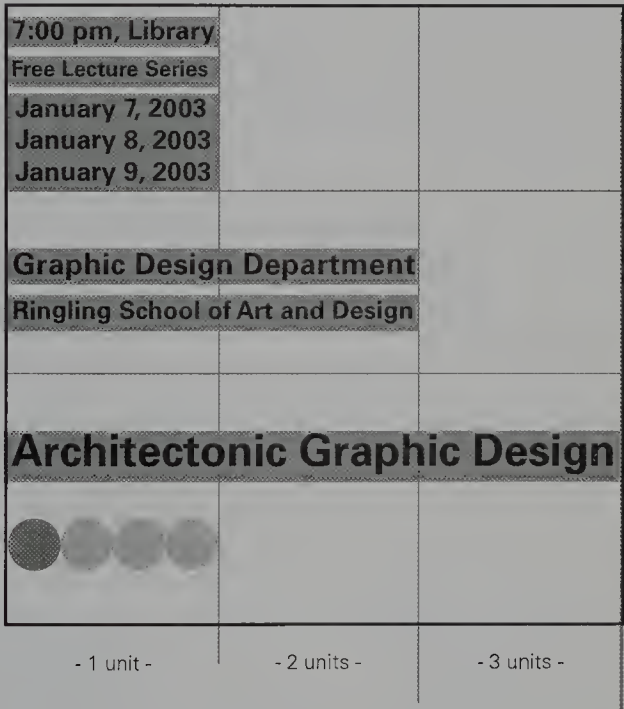 7:00 pm, Library
Free Lecture Series
January 7, 2003
January 8, 2003
January 9, 2003
Graphic Design Department
Ringling School of Art and Design
Architectonic Graphic Design
- 1 unit -
- 2 units -
- 3 units -